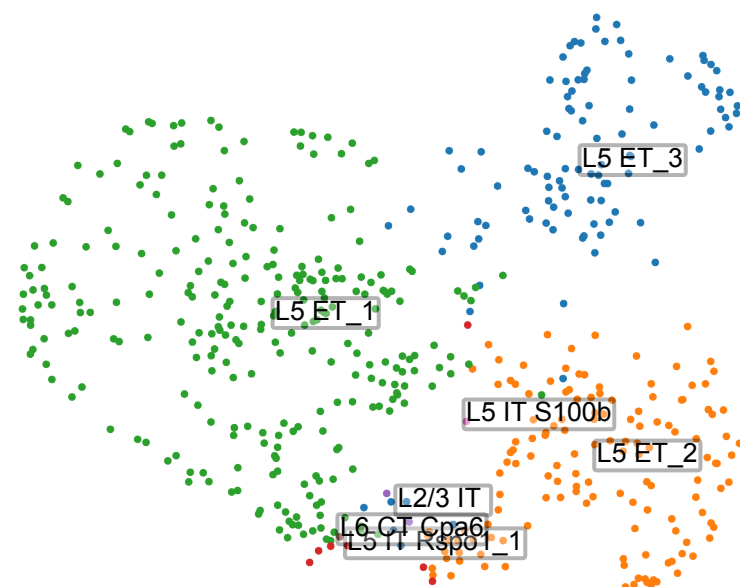 L5 ET_3
L5 ET_1
L5 IT S100b
L5 ET_2
L2/3 IT
L6 CT Cpa6
L5 IT Rspo1_1